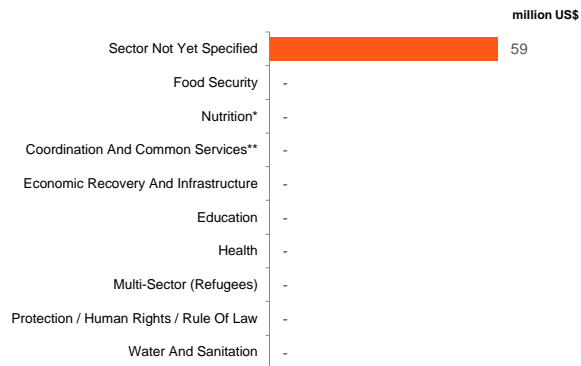 million US$
Sector Not Yet Specified 59
Food Security -
Nutrition* -
Coordination And Common Services** -
Economic Recovery And Infrastructure -
Education -
Health -
Multi-Sector (Refugees) -
Protection / Human Rights / Rule Of Law -
Water And Sanitation -